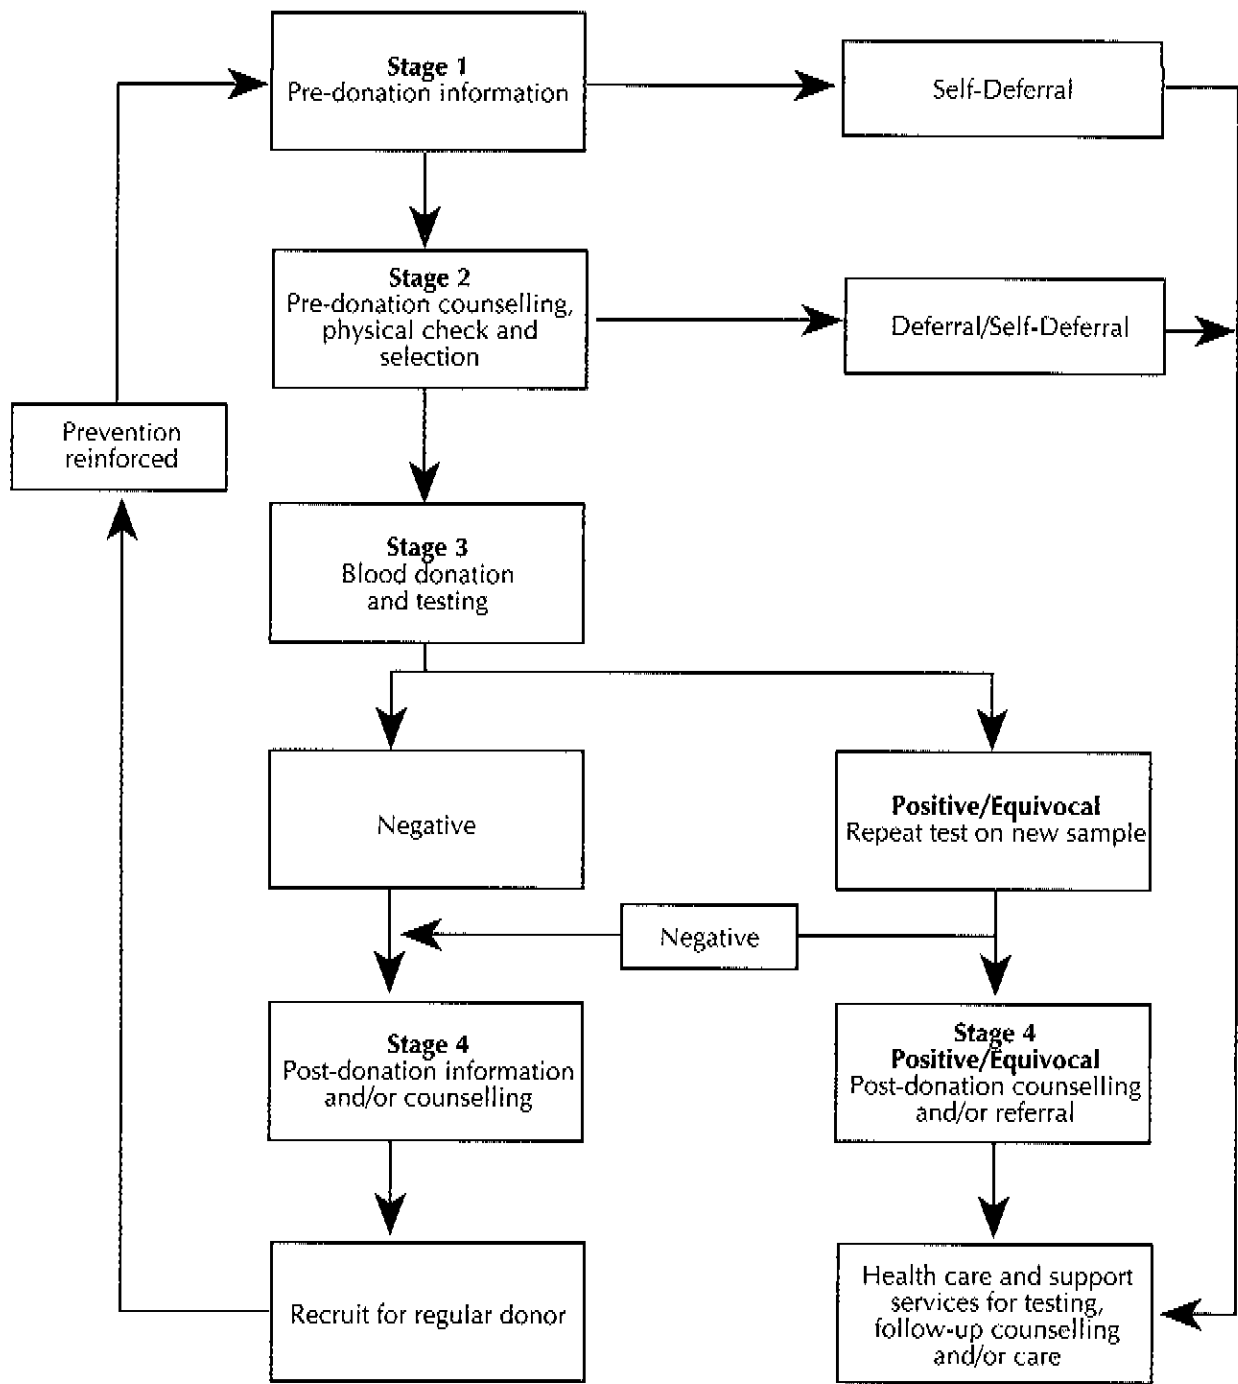 Stage 1
Pre-donation information
Self-Deferral
Stage 2
Pre-donation counselling,
physical check and
selection
Deferral/Self-Deferral
Prevention
reinforced
Stage 3
Blood donation
and testing
Negative
Positive/Equivocal
Repeat test on new sample
Negative
Stage 4
Post-donation information
and/or counselling
Stage 4
Positive/Equivocal
Post-donation counselling
and/or referral
Recruit for regular donor
Health care and support
services for testing,
follow-up counselling
and/or care